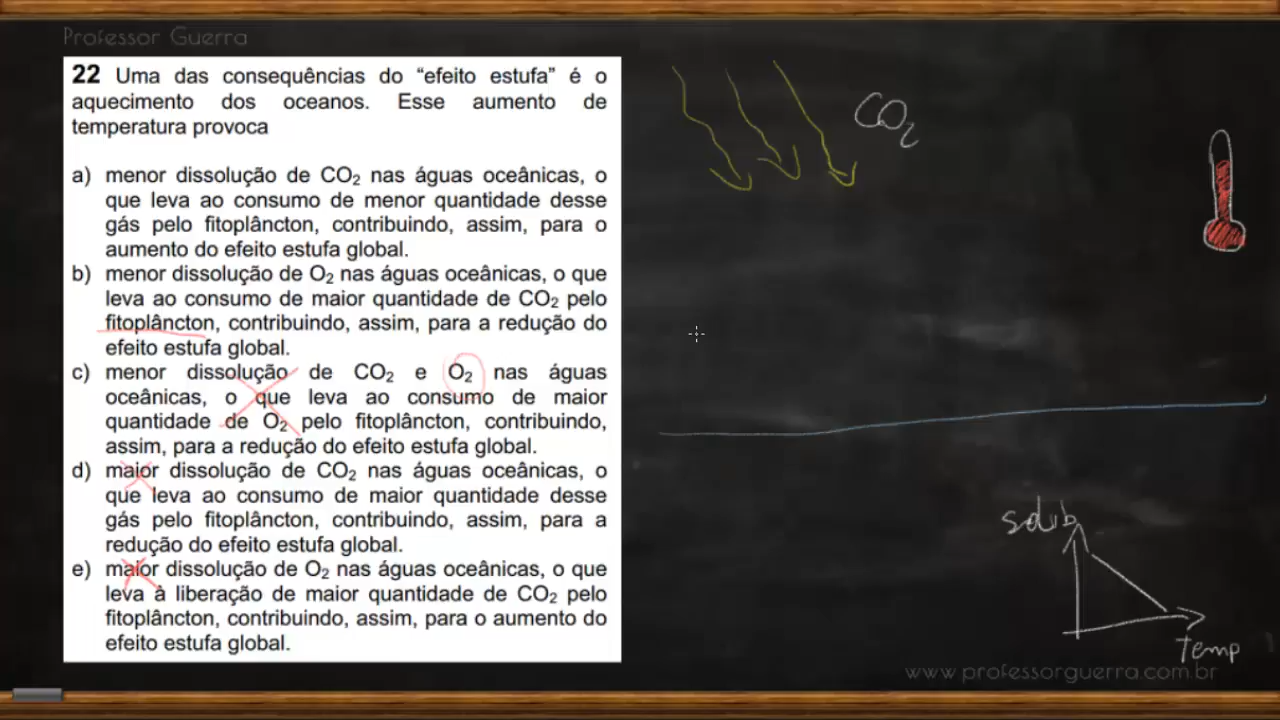 Professor Guerra
22 Uma das consequências do “efeito estufa” é o
aquecimento dos oceanos. Esse aumento de
temperatura provoca
a) menor dissolução de CO₂ nas águas oceânicas, o
que leva ao consumo de menor quantidade desse
gás pelo fitoplâncton, contribuindo, assim, para o
aumento do efeito estufa global.
b) menor dissolução de O₂ nas águas oceânicas, o que
leva ao consumo de maior quantidade de CO₂ pelo
fitoplâncton, contribuindo, assim, para a redução do
efeito estufa global.
c) menor dissolução de CO₂ e O₂ nas águas
oceânicas, o que leva ao consumo de maior
quantidade de O₂ pelo fitoplâncton, contribuindo,
assim, para a redução do efeito estufa global.
d) maior dissolução de CO₂ nas águas oceânicas, o
que leva ao consumo de maior quantidade desse
gás pelo fitoplâncton, contribuindo, assim, para a
redução do efeito estufa global.
e) maior dissolução de O₂ nas águas oceânicas, o que
leva à liberação de maior quantidade de CO₂ pelo
fitoplâncton, contribuindo, assim, para o aumento do
efeito estufa global.
CO₂
solub
Temp
www.professorguerra.com.br